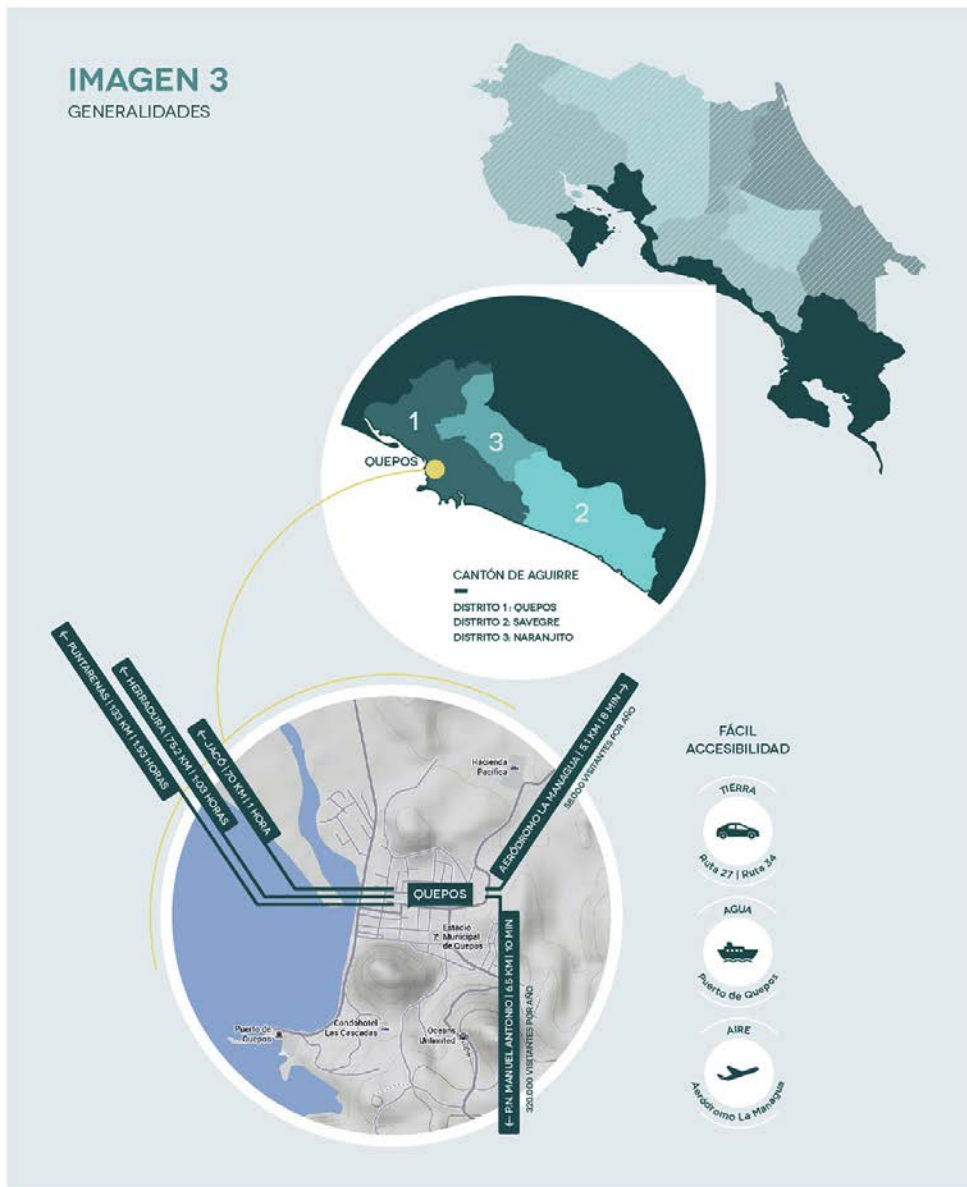 IMAGEN 3
GENERALIDADES
1
3
2
QUEPOS
CANTÓN DE AGUIRRE
DISTRITO 1: QUEPOS
DISTRITO 2: SAVEGRE
DISTRITO 3: NARANJITO
← PUNTARENAS | 133 KM | 1:53 HORAS
← HERRADURA | 75.2 KM | 1:03 HORAS
← JACÓ | 70 KM | 1 HORA
AERÓDROMO LA MANAGUA | 5.1 KM | 8 MIN →
58.000 VISITANTES POR AÑO
Hacienda
Pacífica
QUEPOS
Estadio
Municipal
de Quepos
Condohotel
Las Cascadas
Oceans
Unlimited
Puerto de
Quepos
← P.N. MANUEL ANTONIO | 6.5 KM | 10 MIN
320.000 VISITANTES POR AÑO
FÁCIL
ACCESIBILIDAD
TIERRA
Ruta 27 | Ruta 34
AGUA
Puerto de Quepos
AIRE
Aeródromo La Managua